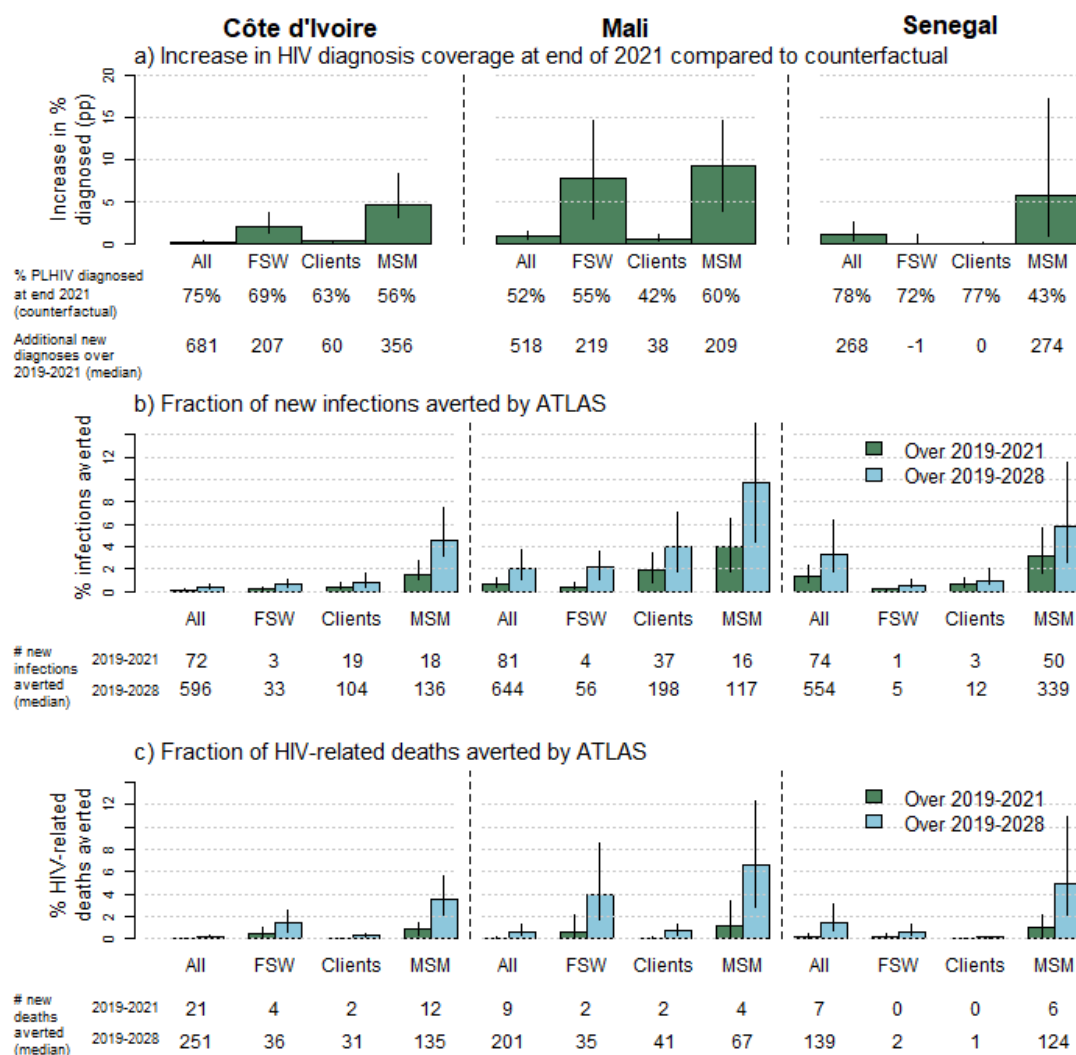 Côte d'Ivoire Mali Senegal
a) Increase in HIV diagnosis coverage at end of 2021 compared to counterfactual
Increase in %
diagnosed (pp)
20
15
10
5
0
All FSW Clients MSM All FSW Clients MSM All FSW Clients MSM
% PLHIV diagnosed
at end 2021
(counterfactual)
75% 69% 63% 56% 52% 55% 42% 60% 78% 72% 77% 43%
Additional new
diagnoses over
2019-2021 (median)
681 207 60 356 518 219 38 209 268 -1 0 274
b) Fraction of new infections averted by ATLAS
% infections averted
12
8
6
4
2
0
Over 2019-2021
Over 2019-2028
All FSW Clients MSM All FSW Clients MSM All FSW Clients MSM
# new
infections
averted
(median)
2019-2021 72 3 19 18 81 4 37 16 74 1 3 50
2019-2028 596 33 104 136 644 56 198 117 554 5 12 339
c) Fraction of HIV-related deaths averted by ATLAS
% HIV-related
deaths averted
12
8
6
4
2
0
Over 2019-2021
Over 2019-2028
All FSW Clients MSM All FSW Clients MSM All FSW Clients MSM
# new
deaths
averted
(median)
2019-2021 21 4 2 12 9 2 2 4 7 0 0 6
2019-2028 251 36 31 135 201 35 41 67 139 2 1 124